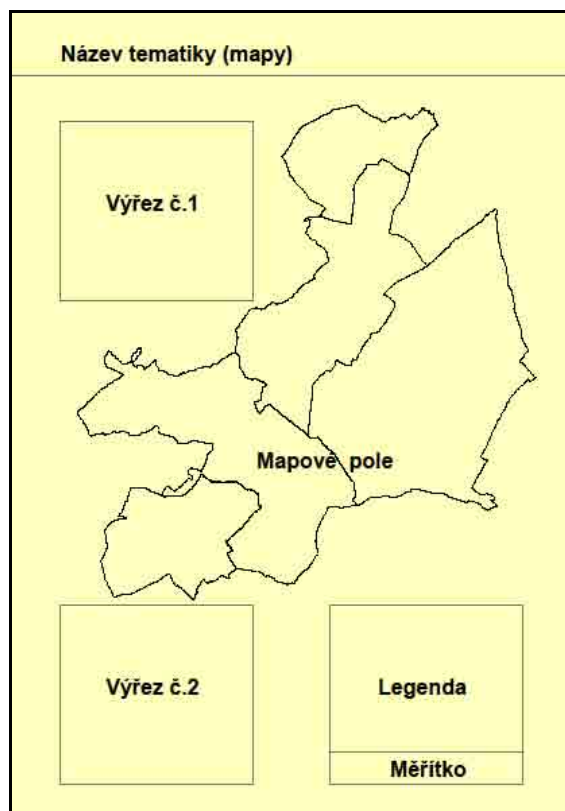 Název tematiky (mapy)
Výřez č.1
Mapové pole
Výřez č.2
Legenda
Měřítko